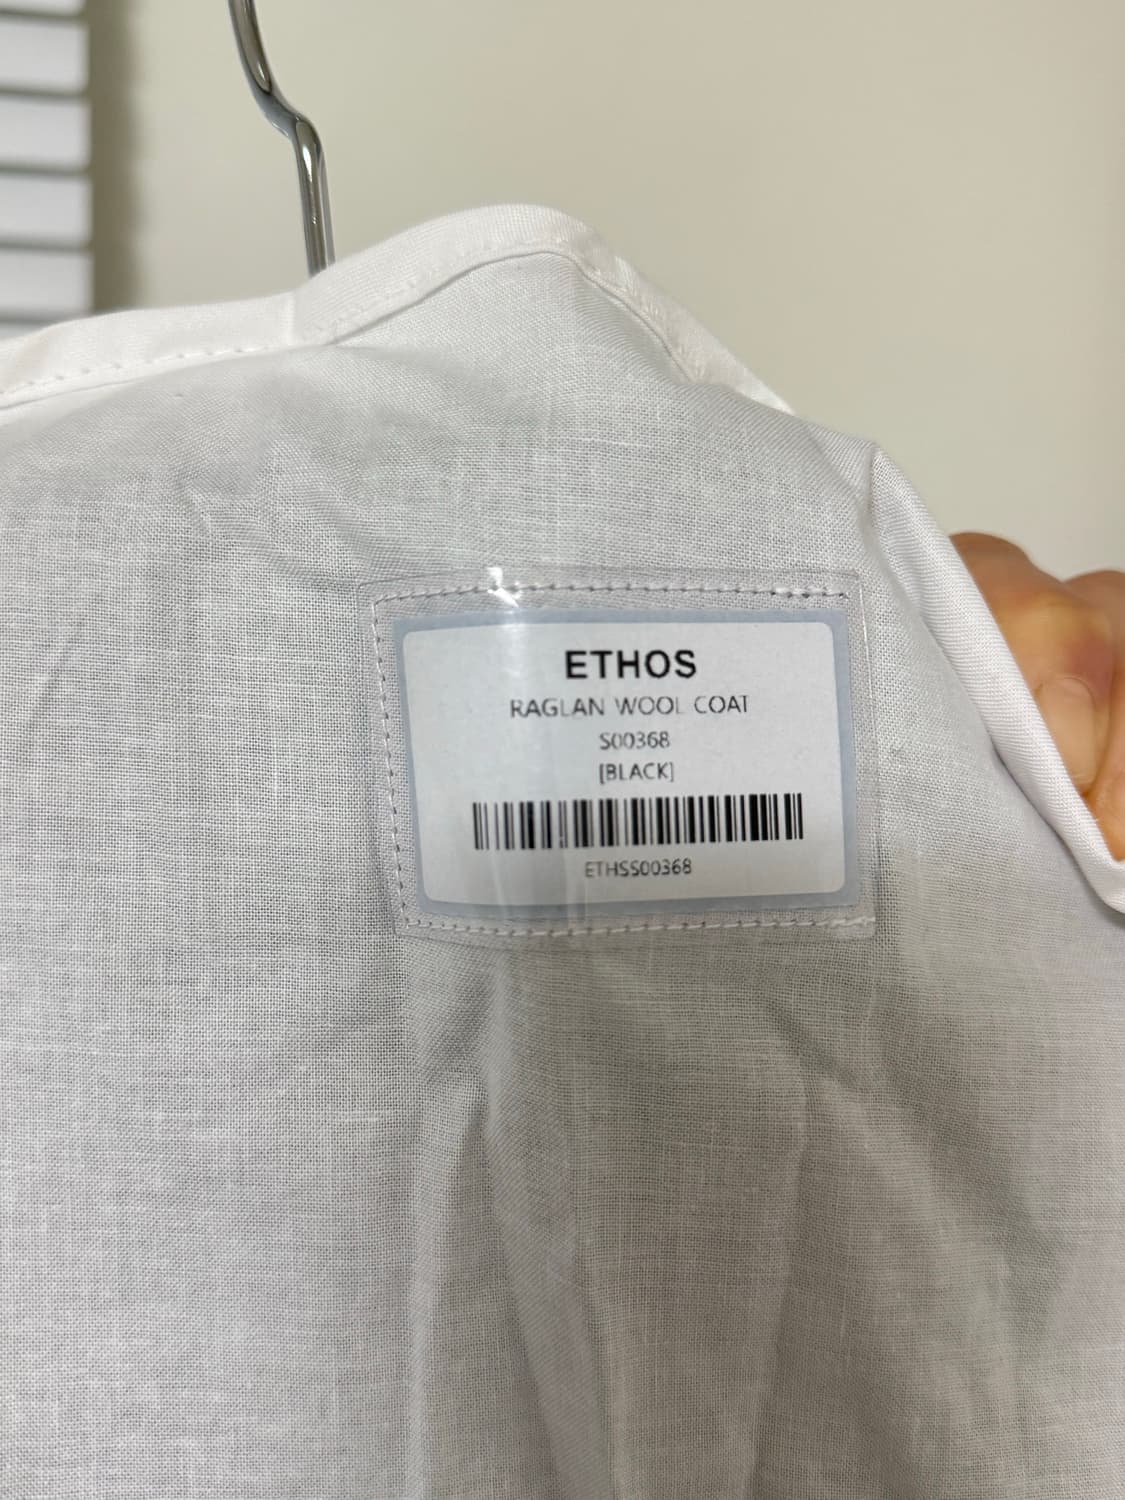 ETHOS
RAGLAN WOOL COAT
S00368
[BLACK]
ETHSS00368